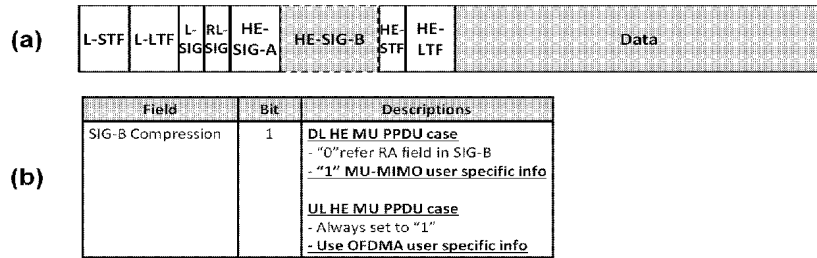 (a)
L-STF L-LTF L-SIG RL-SIG HE-SIG-A HE-SIG-B HE-STF HE-LTF Data
(b)
Field Bit Descriptions
SIG-B Compression 1 DL HE MU PPDU case
- "0"refer RA field in SIG-B
- "1" MU-MIMO user specific info
UL HE MU PPDU case
- Always set to "1"
- Use OFDMA user specific info